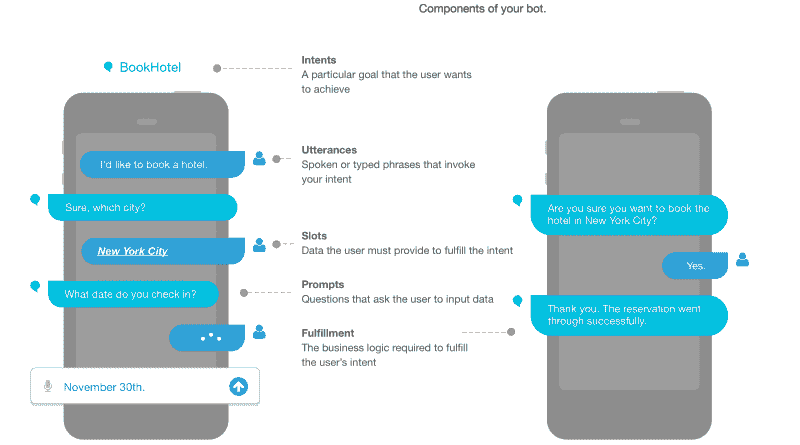 Components of your bot.
BookHotel
Intents
A particular goal that the user wants
to achieve
I'd like to book a hotel.
Utterances
Spoken or typed phrases that invoke
your intent
Sure, which city?
New York City
Slots
Data the user must provide to fulfill the intent
What date do you check in?
Prompts
Questions that ask the user to input data
Fulfillment
The business logic required to fulfill
the user's intent
November 30th.
Are you sure you want to book the
hotel in New York City?
Yes.
Thank you. The reservation went
through successfully.